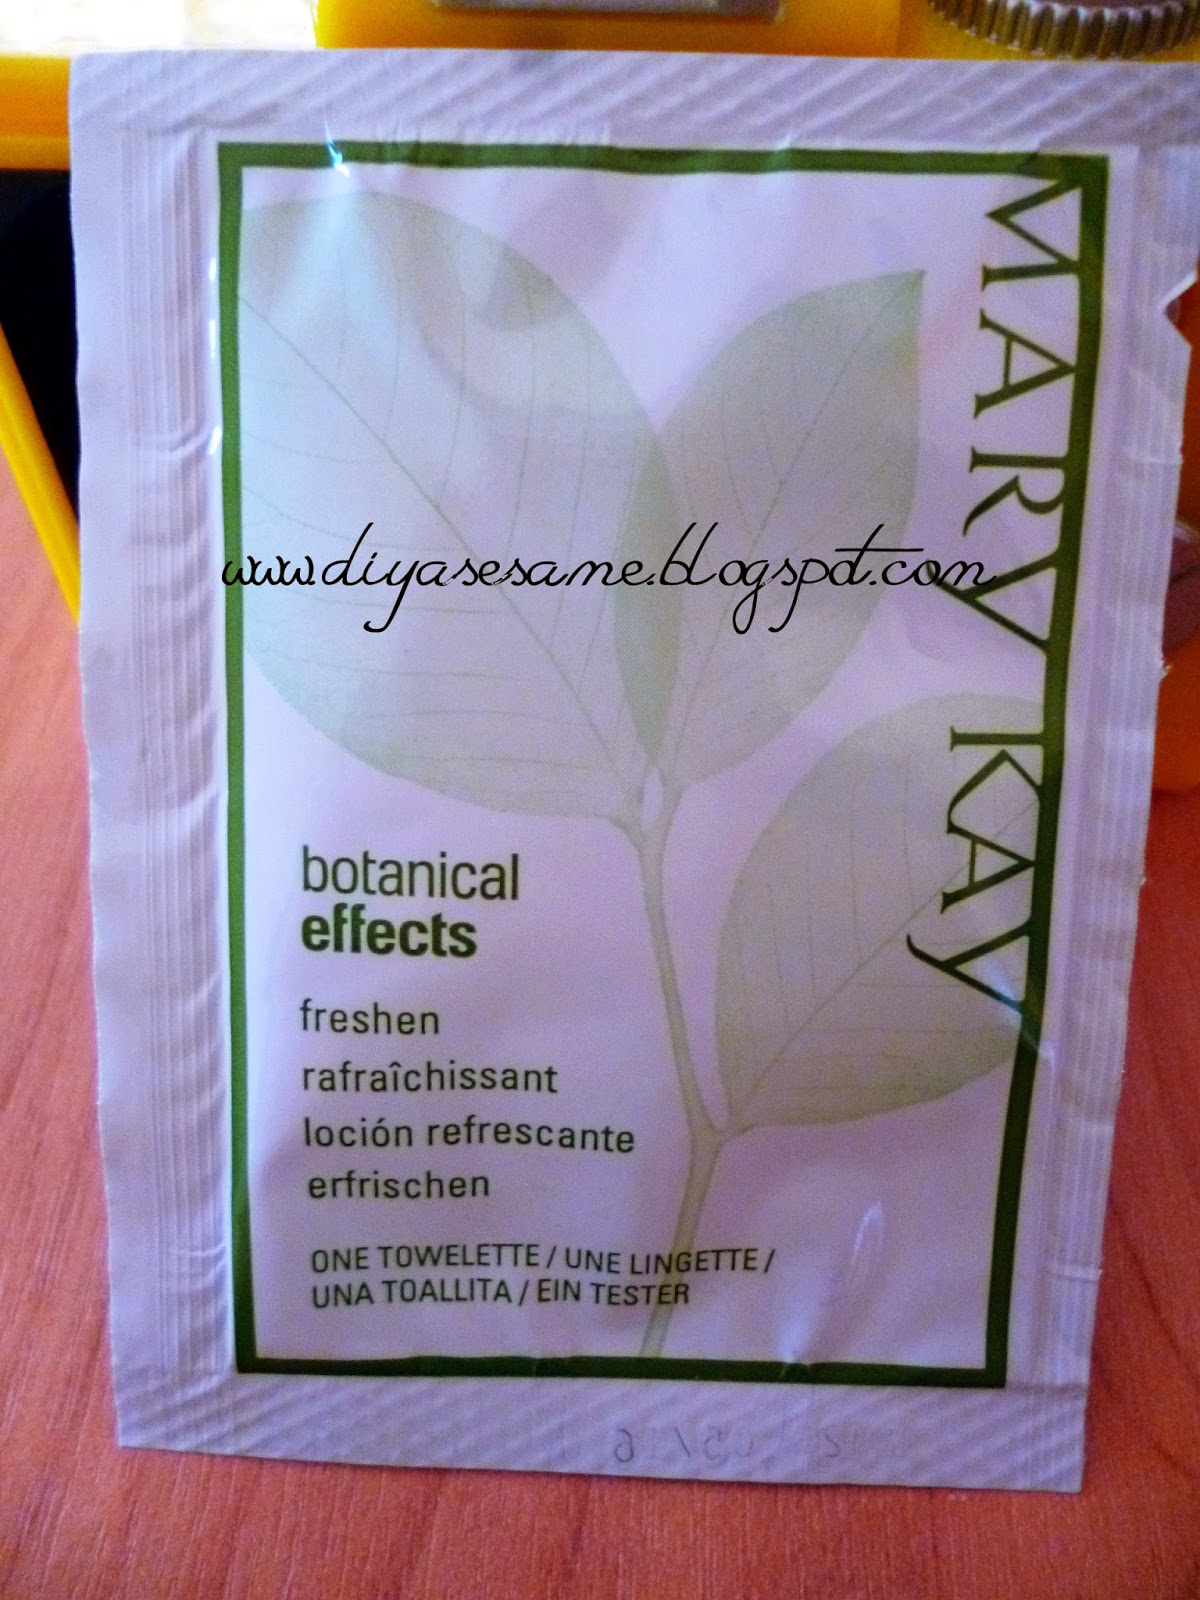 MARY KAY
www.diyasesame.blogspot.com
botanical
effects
freshen
rafraîchissant
loción refrescante
erfrischen
ONE TOWELETTE / UNE LINGETTE /
UNA TOALLITA / EIN TESTER